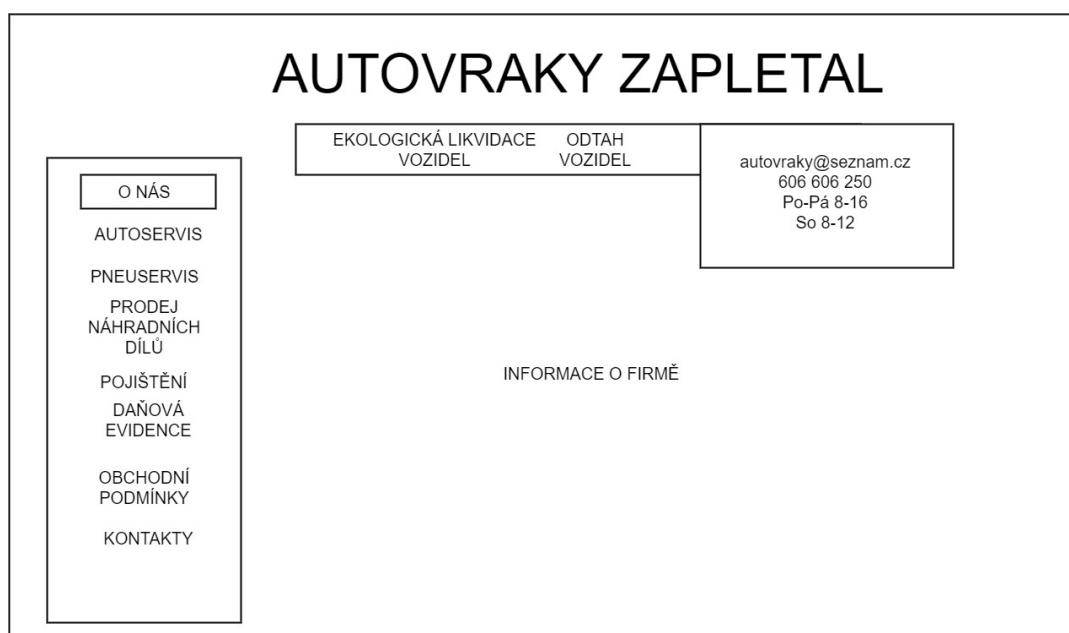 AUTOVRAKY ZAPLETAL
EKOLOGICKÁ LIKVIDACE
VOZIDEL
ODTAH
VOZIDEL
autovraky@seznam.cz
606 606 250
Po-Pá 8-16
So 8-12
O NÁS
AUTOSERVIS
PNEUSERVIS
PRODEJ
NÁHRADNÍCH
DÍLŮ
POJIŠTĚNÍ
DAŇOVÁ
EVIDENCE
OBCHODNÍ
PODMÍNKY
KONTAKTY
INFORMACE O FIRMĚ